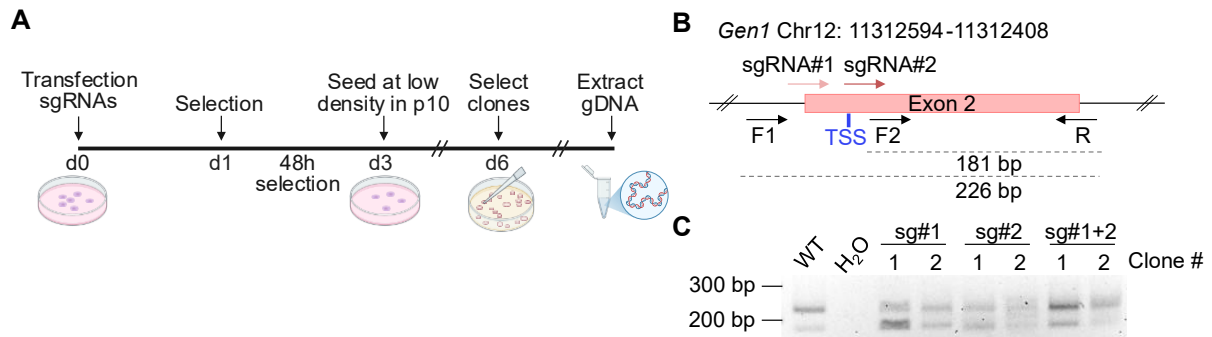 A
Transfection
sgRNAs
Selection
Seed at low
density in p10
Select
clones
Extract
gDNA
d0
d1
48h
selection
d3
d6
B
Gen1 Chr12: 11312594-11312408
sgRNA#1
sgRNA#2
Exon 2
F1
TSS
F2
R
181 bp
226 bp
C
WT
H₂O
sg#1
sg#2
sg#1+2
1 2 1 2 1 2 Clone #
300 bp
200 bp